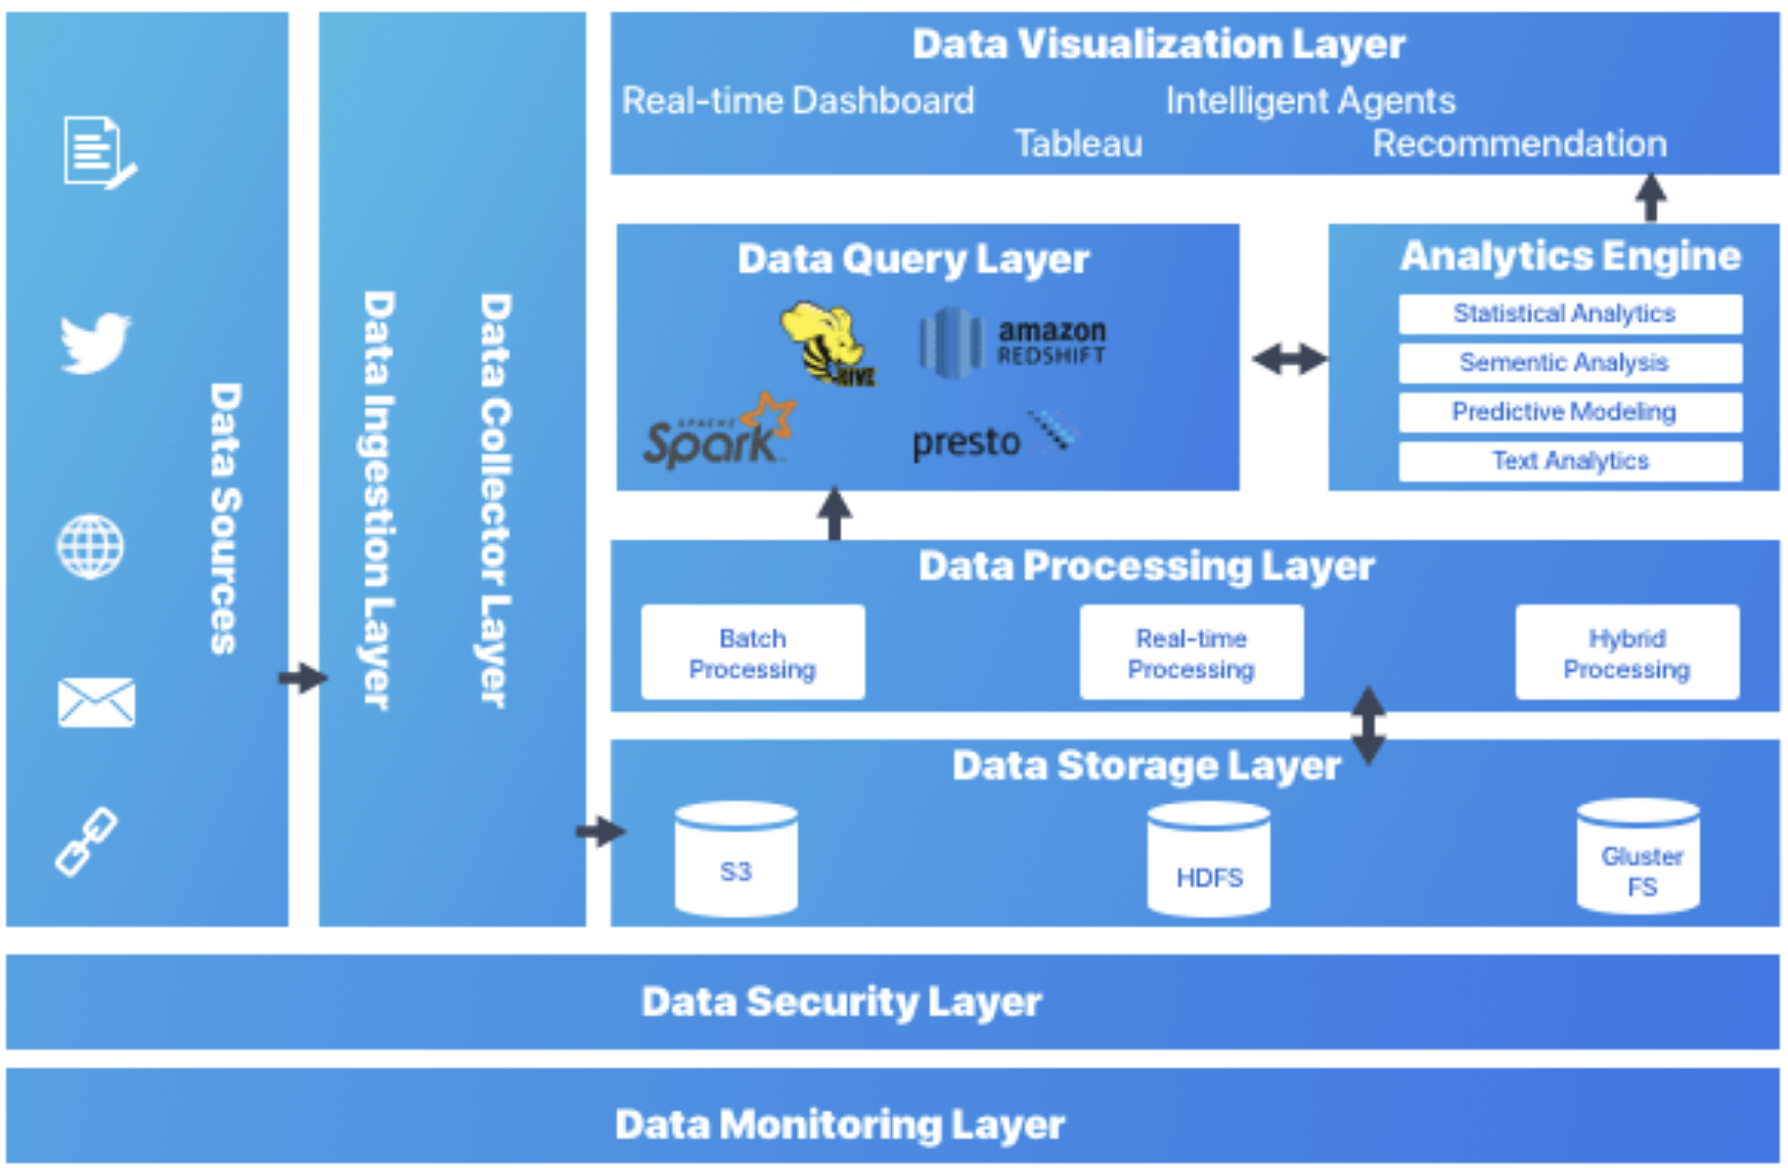 Data Sources
Data Ingestion Layer
Data Collector Layer
Data Visualization Layer
Real-time Dashboard
Intelligent Agents
Tableau
Recommendation
Data Query Layer
HIVE
amazon
REDSHIFT
APACHE
Spark
presto
Analytics Engine
Statistical Analytics
Sementic Analysis
Predictive Modeling
Text Analytics
Data Processing Layer
Batch
Processing
Real-time
Processing
Hybrid
Processing
Data Storage Layer
S3
HDFS
Gluster
FS
Data Security Layer
Data Monitoring Layer